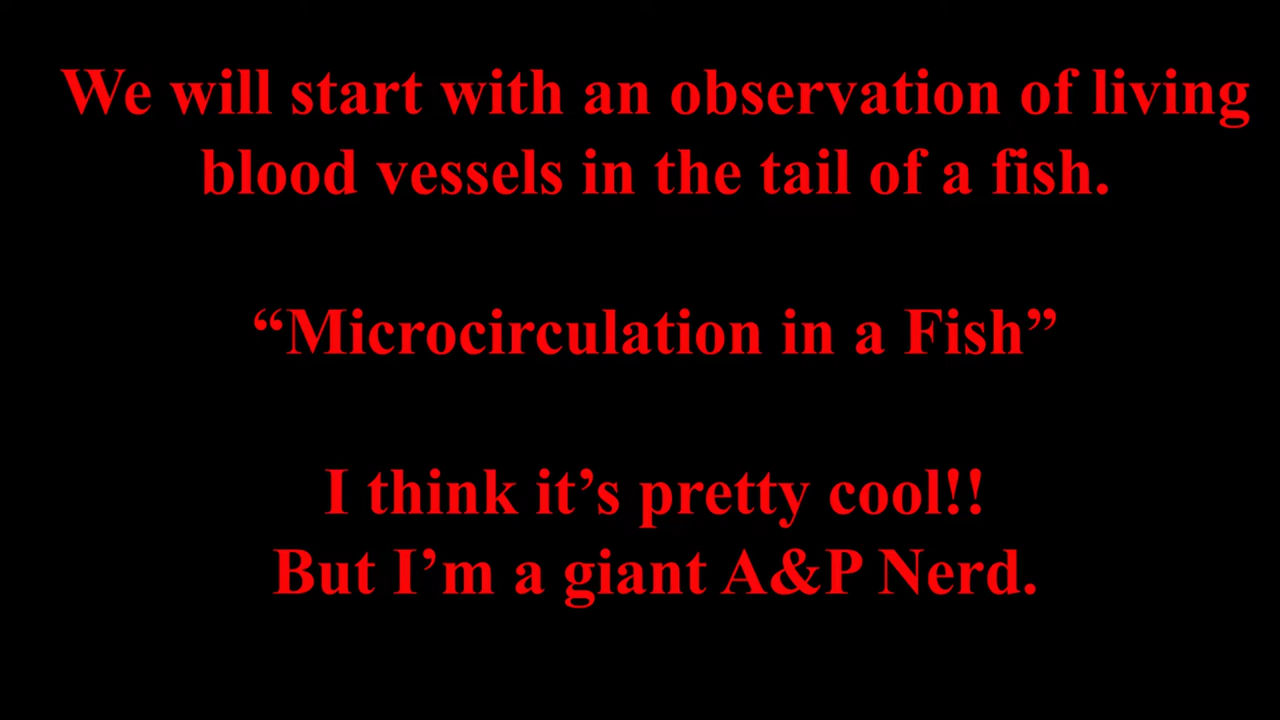 We will start with an observation of living
blood vessels in the tail of a fish.
“Microcirculation in a Fish”
I think it’s pretty cool!!
But I’m a giant A&P Nerd.